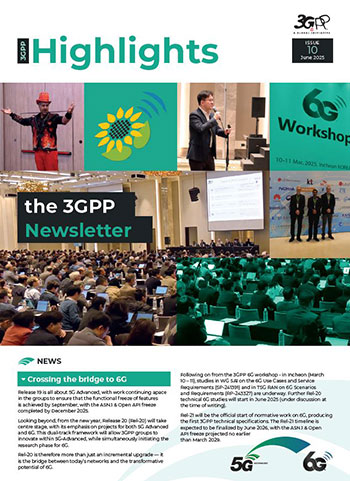 3GPP
Highlights
3GPP
A GLOBAL INITIATIVE
ISSUE
10
June 2025
6G
Workshop
10-11 Mar, 2025, Incheon KOREA
the 3GPP
Newsletter
NEWS
Crossing the bridge to 6G
Release 19 is all about 5G Advanced, with work continuing apace
in the groups to ensure that the functional freeze of features
is achieved by September, with the ASN.1 & Open API freeze
completed by December 2025.
Looking beyond, from the new year, Release 20 (Rel-20) will take
centre stage, with its emphasis on projects for both 5G Advanced
and 6G. This dual-track framework will allow 3GPP groups to
innovate within 5G-Advanced, while simultaneously initiating the
research phase for 6G.
Rel-20 is therefore more than just an incremental upgrade — it
is the bridge between today's networks and the transformative
potential of 6G.
Following on from the 3GPP 6G workshop - in Incheon (March
10 – 11), studies in WG SA1 on the 6G Use Cases and Service
Requirements and in TSG RAN on 6G Scenarios
and Requirements (RP-243327) are underway. Further Rel-20
technical 6G studies will start in June 2025 (under discussion at
the time of writing).
Rel-21 will be the official start of normative work on 6G, producing
the first 3GPP technical specifications. The Rel-21 timeline is
expected to be finalised by June 2026, with the ASN.1 & Open
API freeze projected no earlier
than March 2029.
5G ADVANCED
6G